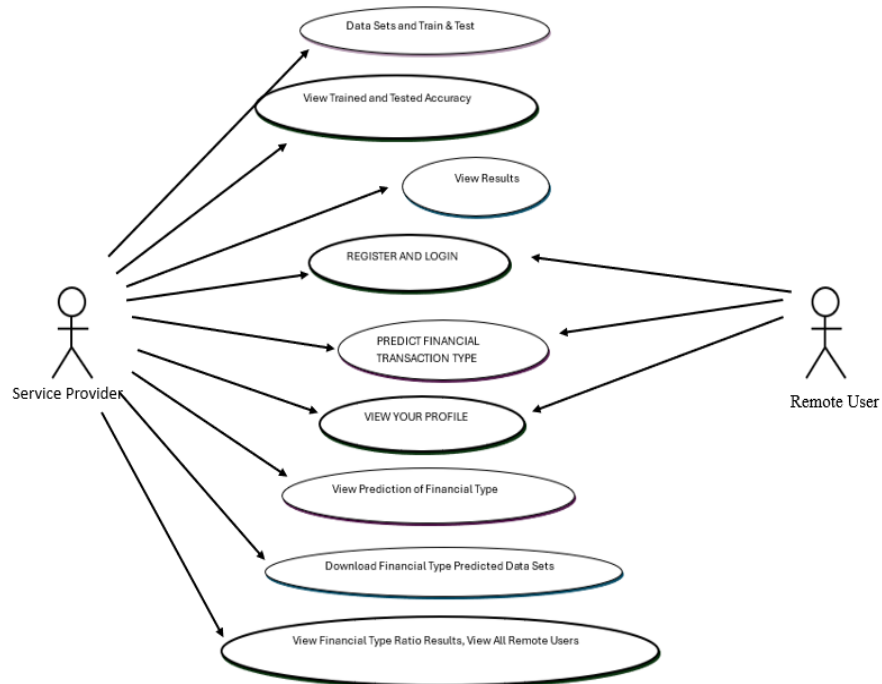 Data Sets and Train & Test
View Trained and Tested Accuracy
View Results
REGISTER AND LOGIN
PREDICT FINANCIAL
TRANSACTION TYPE
Service Provider
Remote User
VIEW YOUR PROFILE
View Prediction of Financial Type
Download Financial Type Predicted Data Sets
View Financial Type Ratio Results, View All Remote Users